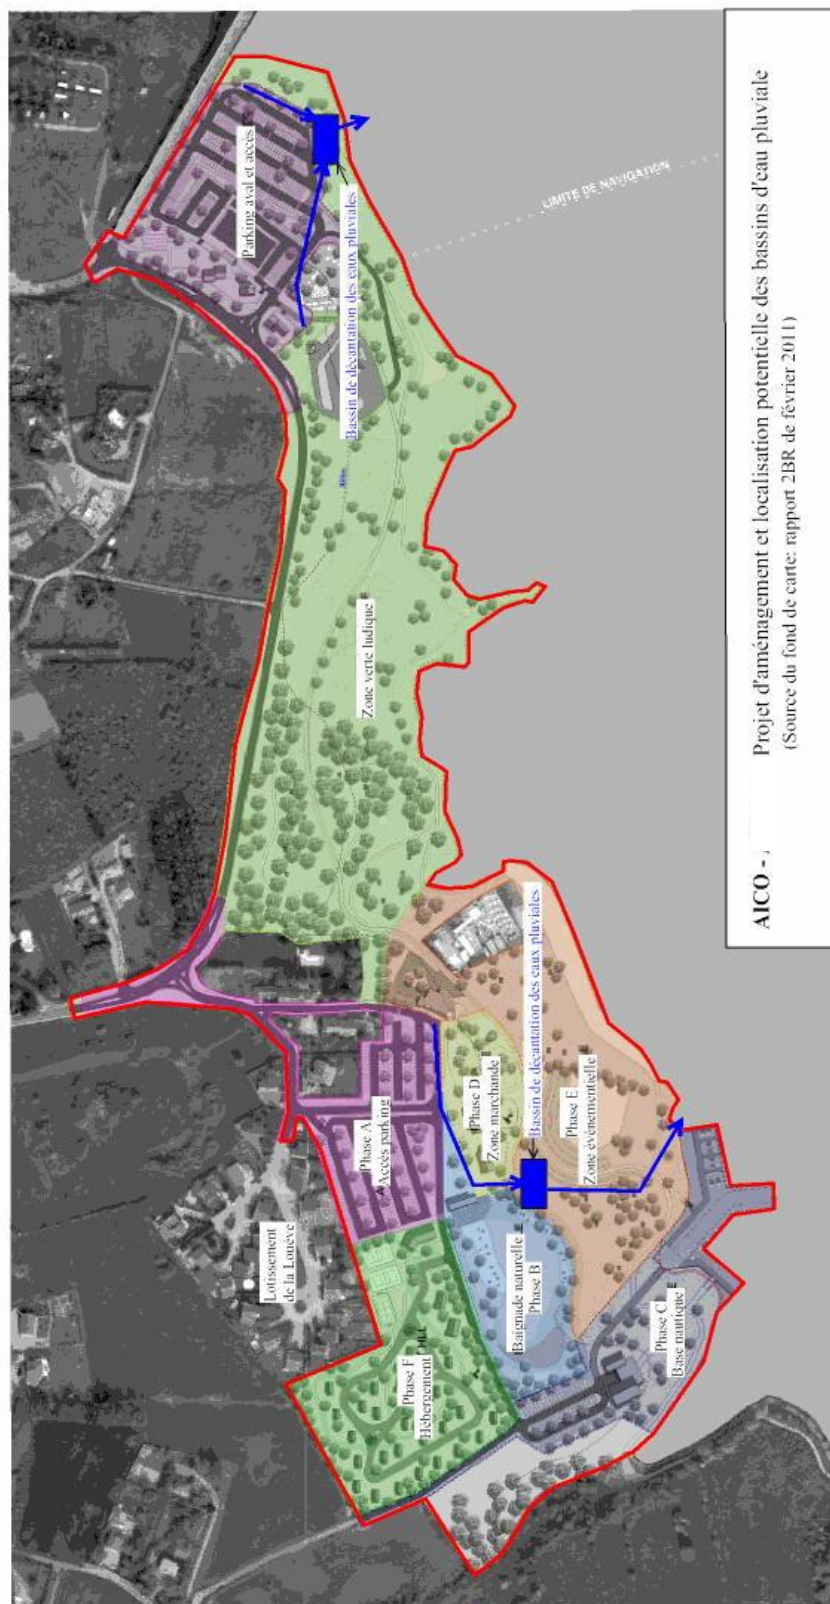 Parking aval et accès
Bassin de décantation des eaux pluviales
LIMITE DE NAVIGATION
Zone verte ludique
Phase A
Accès parking
Lotissement
de la Louève
Phase D
Zone marchande
Bassin de décantation des eaux pluviales
Phase E
Zone événementielle
Baignade naturelle
Phase B
Phase F
Hébergement
HLL
Phase C
Base nautique
AICO -
Projet d'aménagement et localisation potentielle des bassins d'eau pluviale
(Source du fond de carte: rapport 2BR de février 2011)